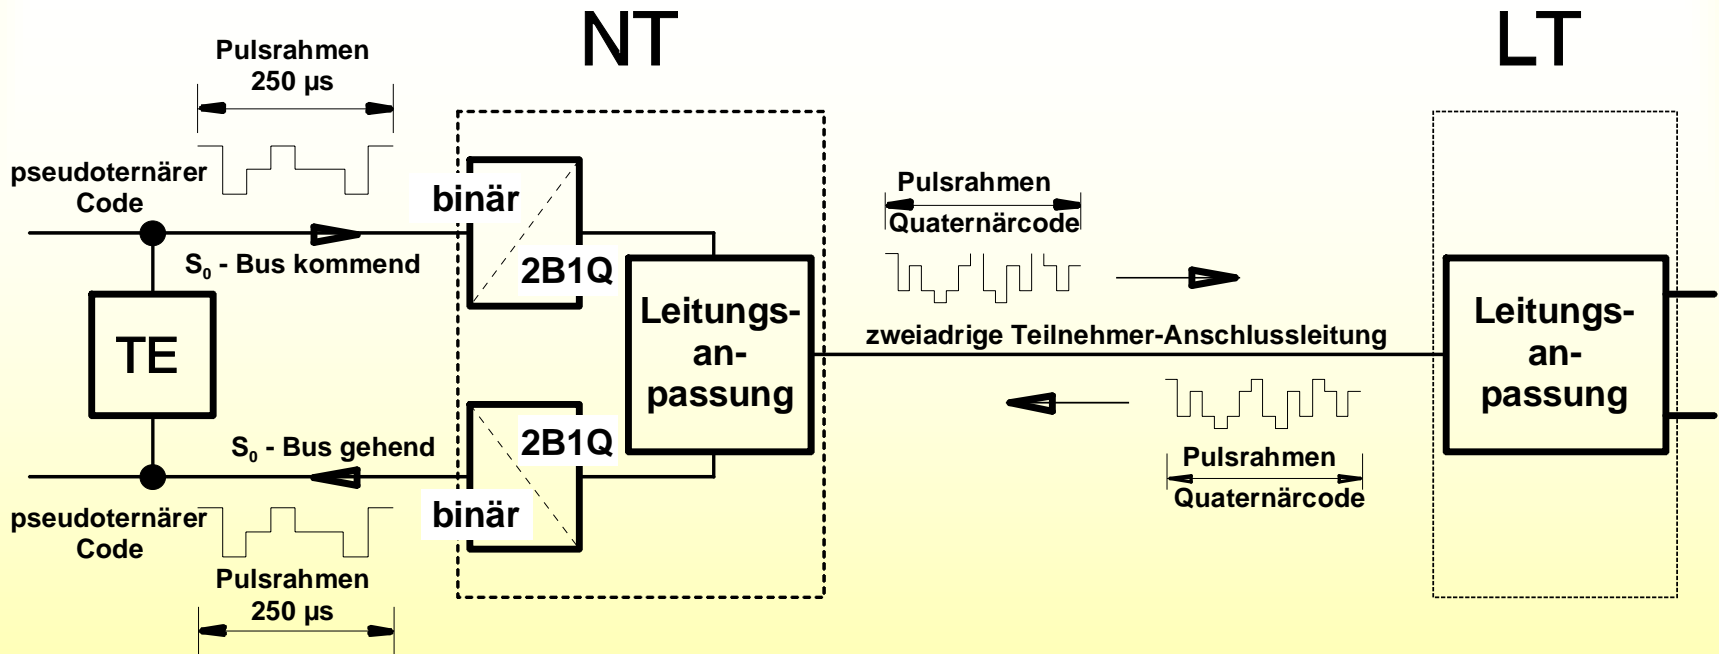 NT
LT
Pulsrahmen
250 µs
pseudoternärer
Code
S₀ - Bus kommend
binär
2B1Q
TE
Leitungs-
an-
passung
Pulsrahmen
Quaternärcode
zweiadrige Teilnehmer-Anschlussleitung
Leitungs-
an-
passung
S₀ - Bus gehend
2B1Q
binär
Pulsrahmen
Quaternärcode
pseudoternärer
Code
Pulsrahmen
250 µs